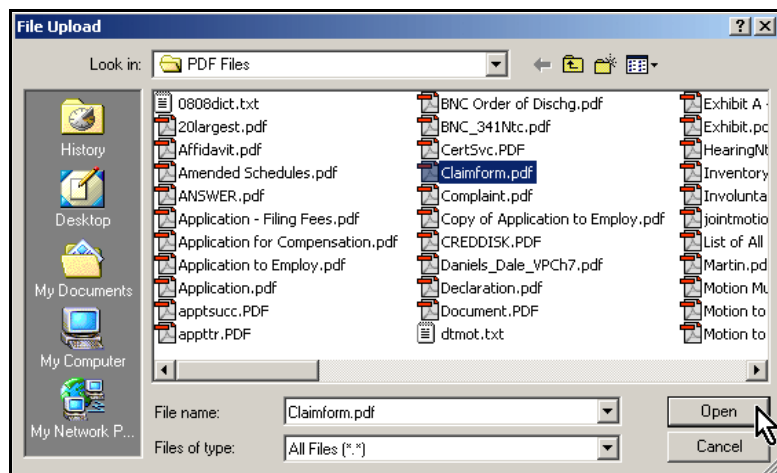 File Upload
Look in: PDF Files
History
Desktop
My Documents
My Computer
My Network P...
0808dict.txt
20largest.pdf
Affidavit.pdf
Amended Schedules.pdf
ANSWER.pdf
Application - Filing Fees.pdf
Application for Compensation.pdf
Application to Employ.pdf
Application.pdf
apptsucc.PDF
appttr.PDF
BNC Order of Dischg.pdf
BNC_341Ntc.pdf
CertSvc.PDF
Claimform.pdf
Complaint.pdf
Copy of Application to Employ.pdf
CREDDISK.PDF
Daniels_Dale_VPCh7.pdf
Declaration.pdf
Document.PDF
dtmot.txt
Exhibit A -
Exhibit.pd
HearingNt
Inventory
Involunta
jointmotio
List of All
Martin.pd
Motion Mu
Motion to
Motion to
File name: Claimform.pdf Open
Files of type: All Files (*.*) Cancel